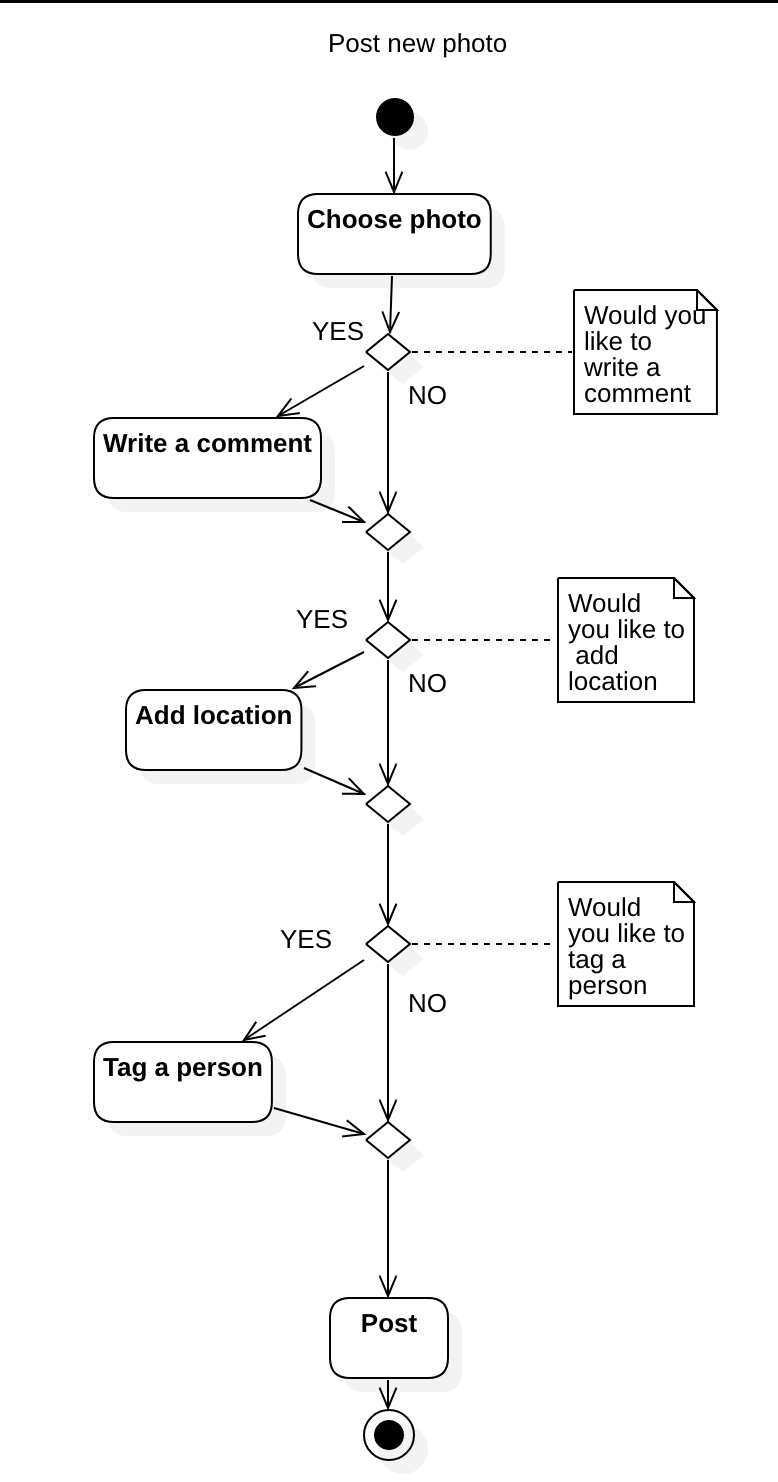 Post new photo
Choose photo
YES
Would you
like to
write a
comment
NO
Write a comment
YES
Would
you like to
add
location
NO
Add location
YES
Would
you like to
tag a
person
NO
Tag a person
Post